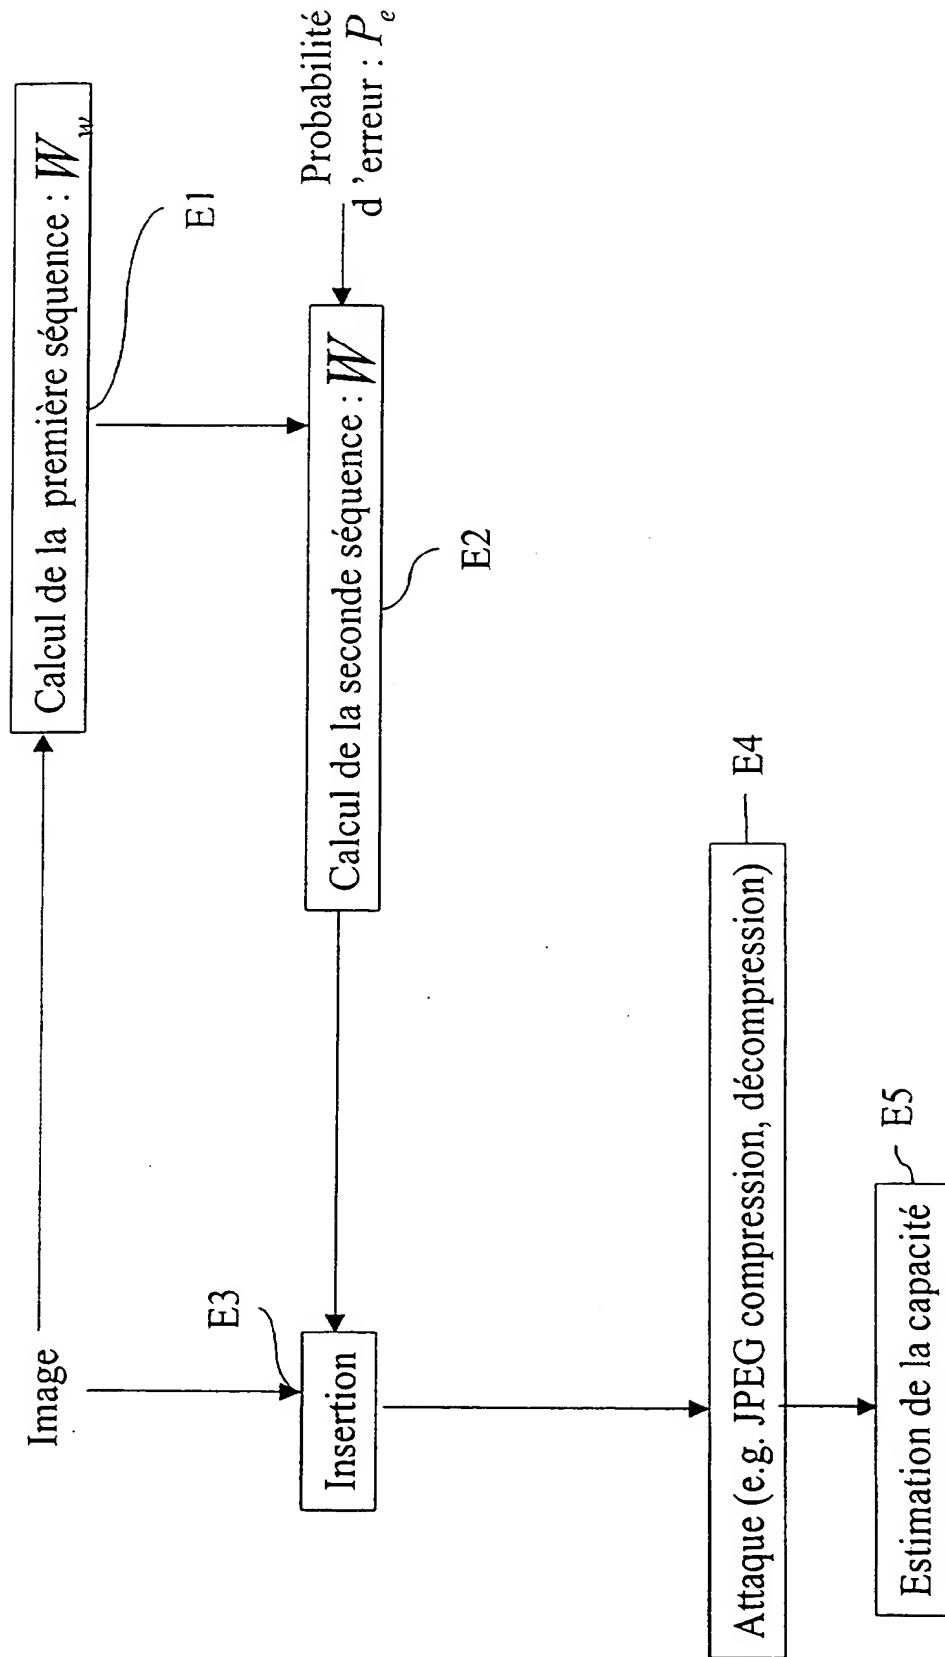 Image
Calcul de la première séquence : W_w
E1
Probabilité
d 'erreur : P_e
Calcul de la seconde séquence : W
E2
E3
Insertion
Attaque (e.g. JPEG compression, décompression)
E4
Estimation de la capacité
E5